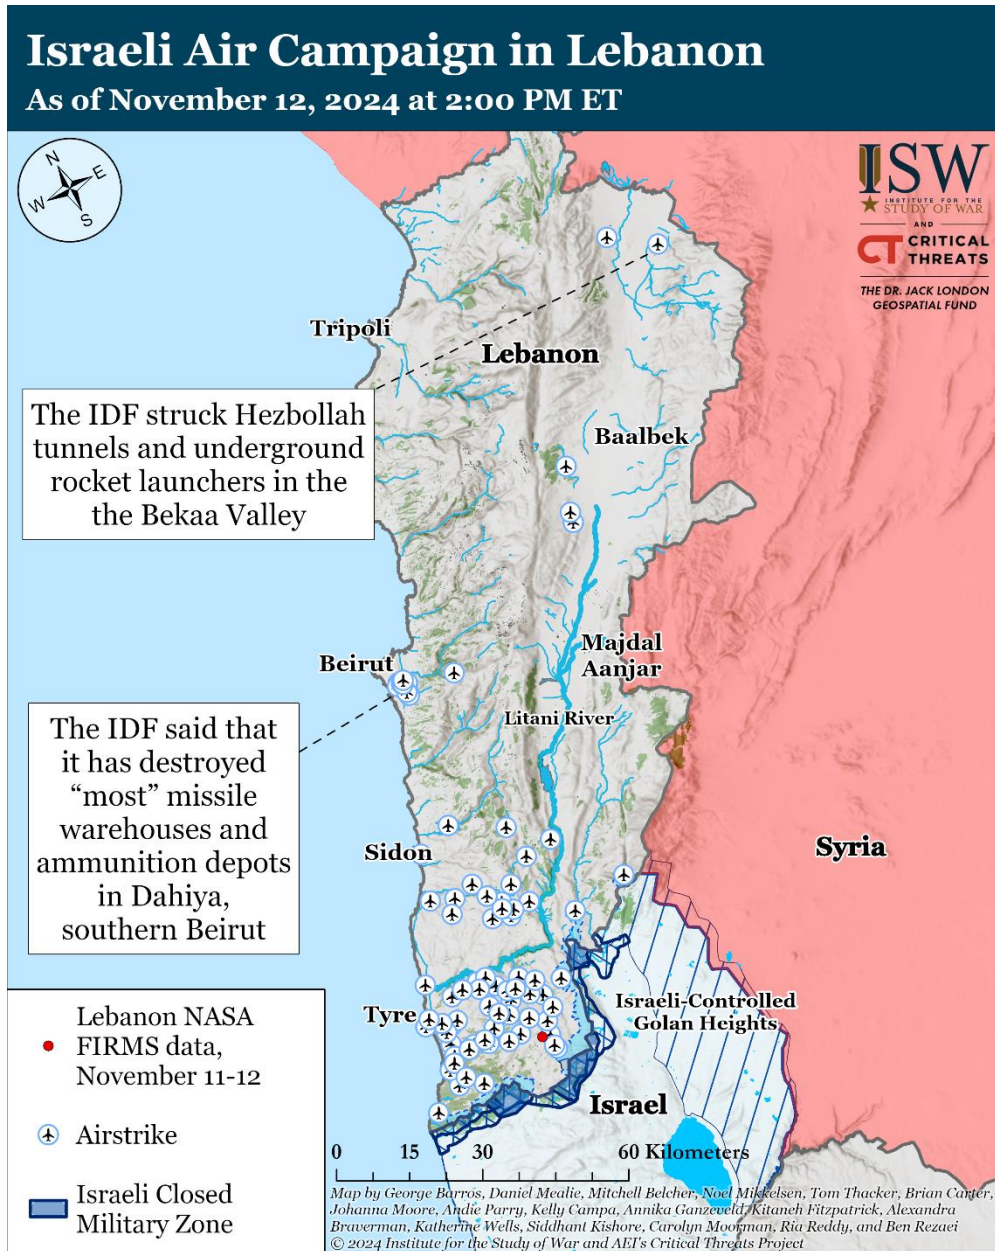 Israeli Air Campaign in Lebanon
As of November 12, 2024 at 2:00 PM ET
N
E
W
S
ISW
INSTITUTE FOR THE
STUDY OF WAR
AND
CT CRITICAL
THREATS
THE DR. JACK LONDON
GEOSPATIAL FUND
Tripoli
Lebanon
The IDF struck Hezbollah
tunnels and underground
rocket launchers in the
the Bekaa Valley
Baalbek
Majdal
Aanjar
Beirut
Litani River
The IDF said that
it has destroyed
“most” missile
warehouses and
ammunition depots
in Dahiya,
southern Beirut
Sidon
Syria
Tyre
Israeli-Controlled
Golan Heights
Israel
Lebanon NASA
FIRMS data,
November 11-12
Airstrike
Israeli Closed
Military Zone
0 15 30 60 Kilometers
Map by George Barros, Daniel Mealie, Mitchell Belcher, Noel Mikkelsen, Tom Thacker, Brian Carter,
Johanna Moore, Andie Parry, Kelly Campa, Annika Ganzeveld, Kitaneh Fitzpatrick, Alexandra
Braverman, Katherine Wells, Siddhant Kishore, Carolyn Moorman, Ria Reddy, and Ben Rezaei
© 2024 Institute for the Study of War and AEI's Critical Threats Project